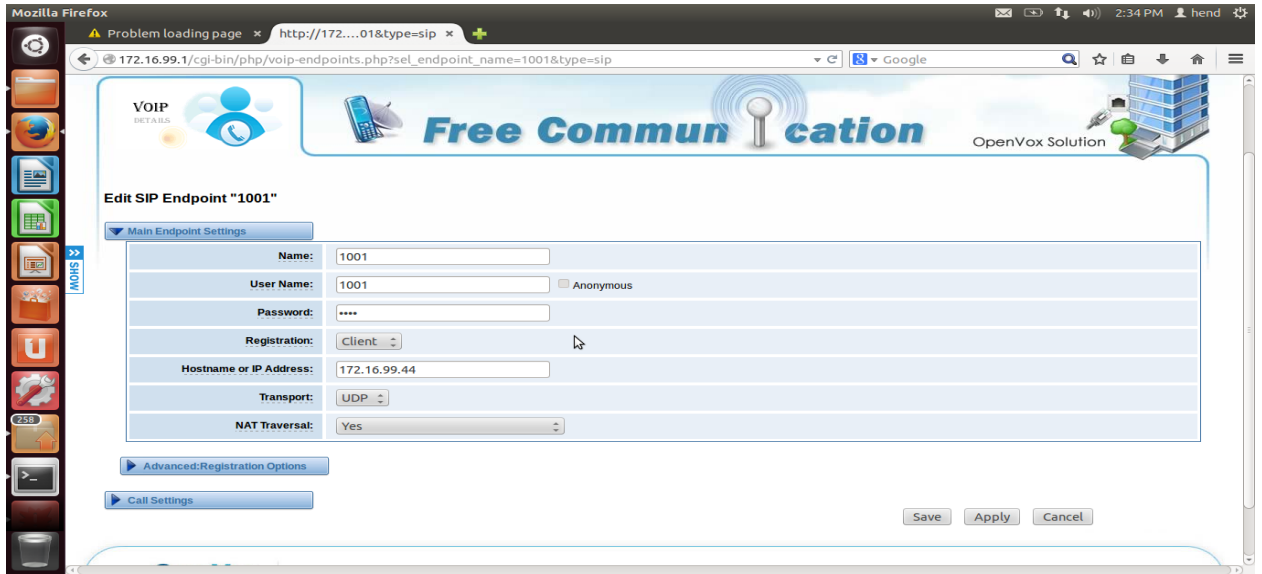 Mozilla Firefox
2:34 PM hend
Problem loading page × http://172....01&type=sip ×
172.16.99.1/cgi-bin/php/voip-endpoints.php?sel_endpoint_name=1001&type=sip
Google
VOIP
DETAILS
Free Commun cation
OpenVox Solution
Edit SIP Endpoint "1001"
Main Endpoint Settings
>> SHOW
Name: 1001
User Name: 1001 Anonymous
Password: ••••
Registration: Client
Hostname or IP Address: 172.16.99.44
Transport: UDP
NAT Traversal: Yes
258
Advanced:Registration Options
Call Settings
Save Apply Cancel